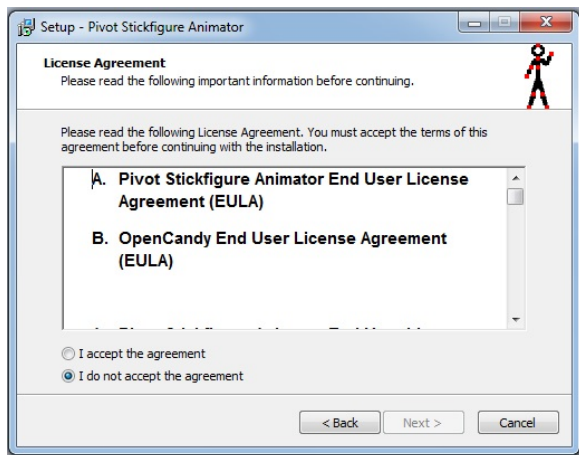 Setup - Pivot Stickfigure Animator
License Agreement
Please read the following important information before continuing.
Please read the following License Agreement. You must accept the terms of this
agreement before continuing with the installation.
A. Pivot Stickfigure Animator End User License
Agreement (EULA)
B. OpenCandy End User License Agreement
(EULA)
I accept the agreement
I do not accept the agreement
< Back
Next >
Cancel